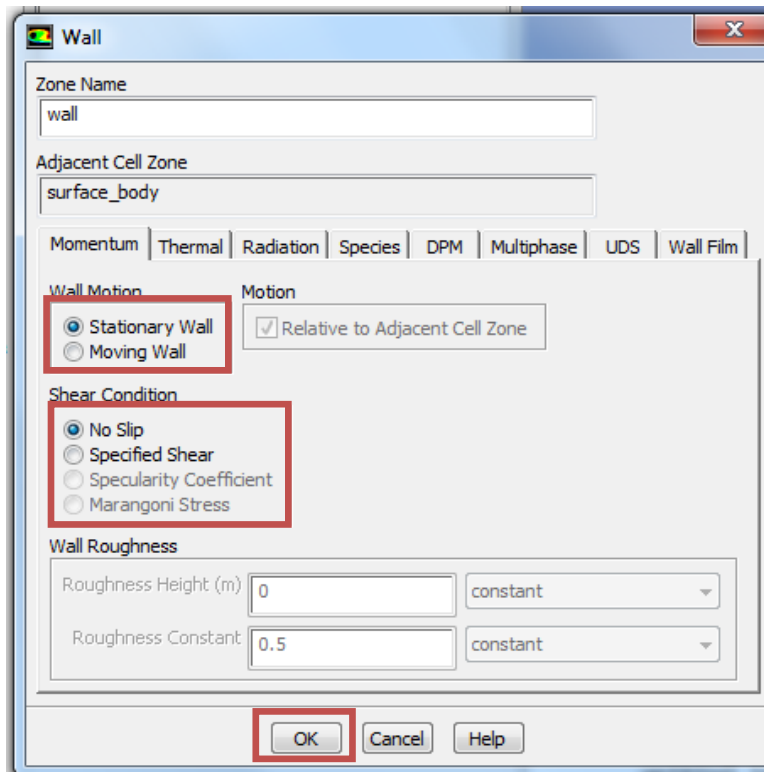 Wall
X
Zone Name
wall
Adjacent Cell Zone
surface_body
Momentum Thermal Radiation Species DPM Multiphase UDS Wall Film
Wall Motion Motion
Stationary Wall Relative to Adjacent Cell Zone
Moving Wall
Shear Condition
No Slip
Specified Shear
Specularity Coefficient
Marangoni Stress
Wall Roughness
Roughness Height (m) 0 constant
Roughness Constant 0.5 constant
OK Cancel Help